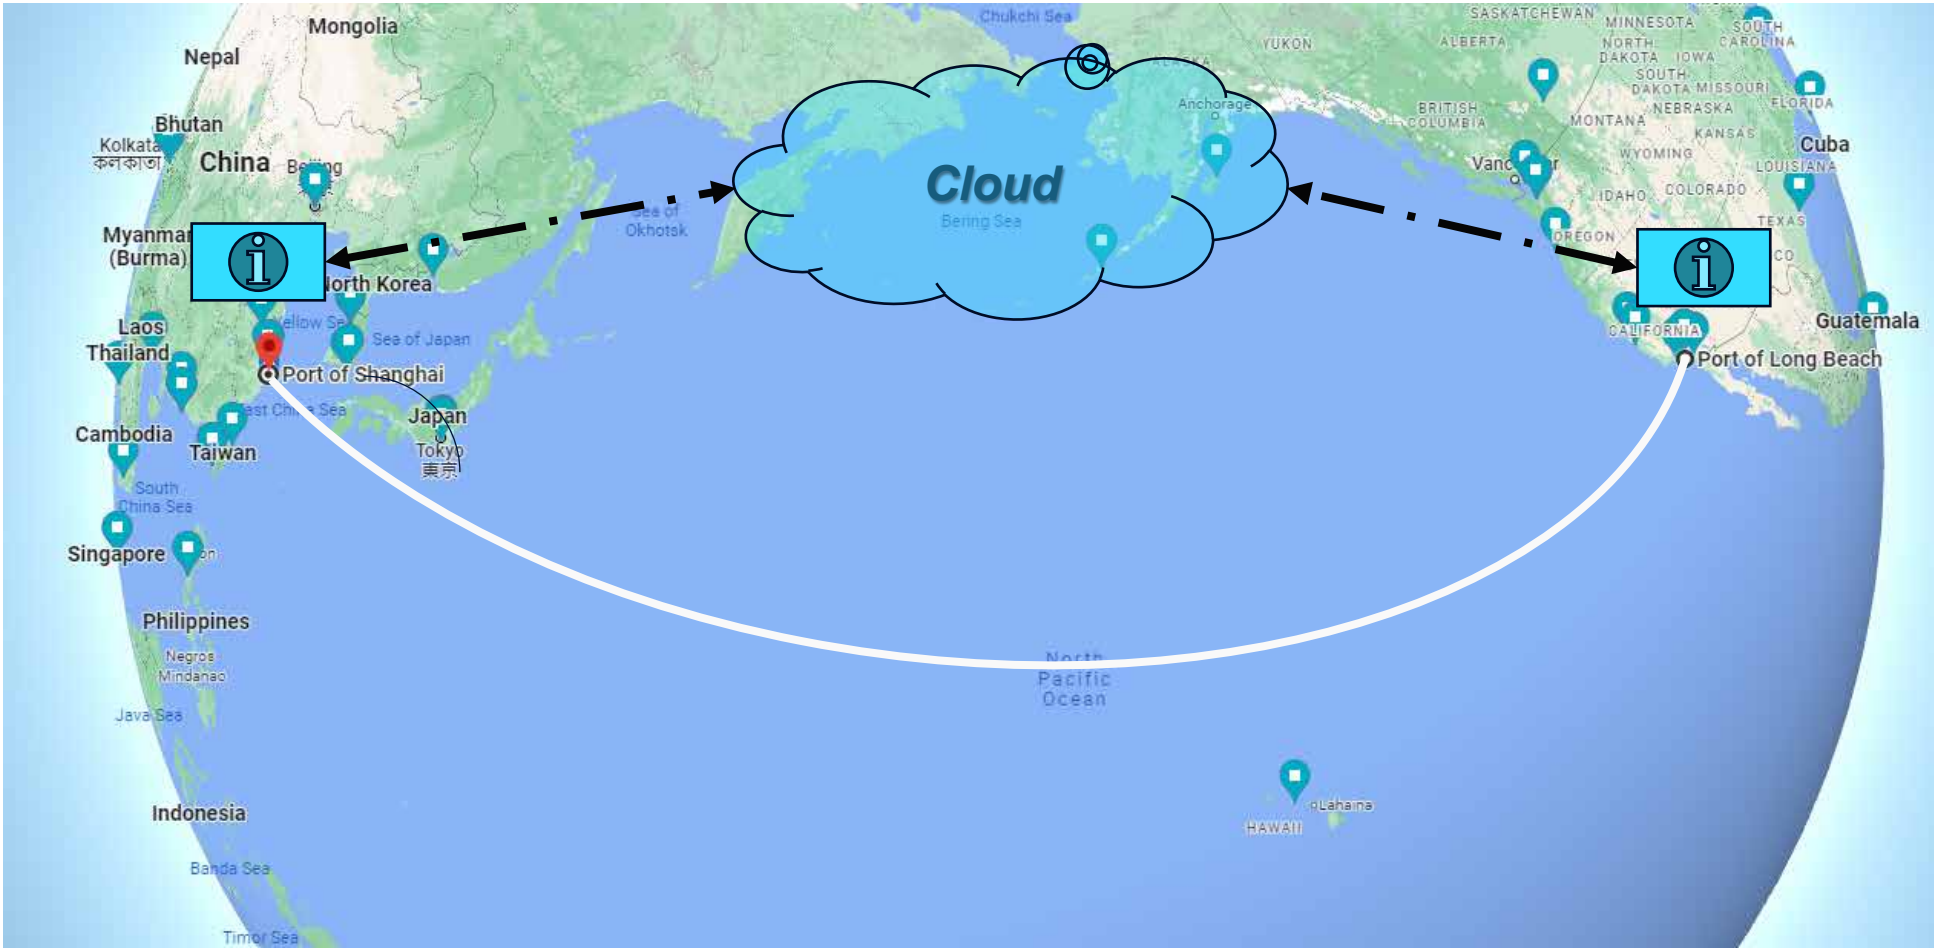 Mongolia
Chukchi Sea
SASKATCHEWAN
MINNESOTA
SOUTH
CAROLINA
Nepal
YUKON
ALBERTA
NORTH
DAKOTA
IOWA
ALASKA
SOUTH
DAKOTA
MISSOURI
NEBRASKA
FLORIDA
Anchorage
BRITISH
COLUMBIA
MONTANA
KANSAS
Bhutan
Kolkata
কলকাতা
China
Cuba
WYOMING
LOUISIANA
Cloud
IDAHO
COLORADO
Bering Sea
Sea of
Okhotsk
TEXAS
OREGON
Myanmar
(Burma)
i
i
North Korea
Laos
Sea of Japan
CALIFORNIA
Guatemala
Thailand
Port of Shanghai
Port of Long Beach
Japan
Tokyo
東京
Cambodia
Taiwan
South
China Sea
Singapore
Philippines
Negros
Mindanao
North
Pacific
Ocean
Java Sea
Indonesia
Lahaina
HAWAII
Banda Sea
Timor Sea